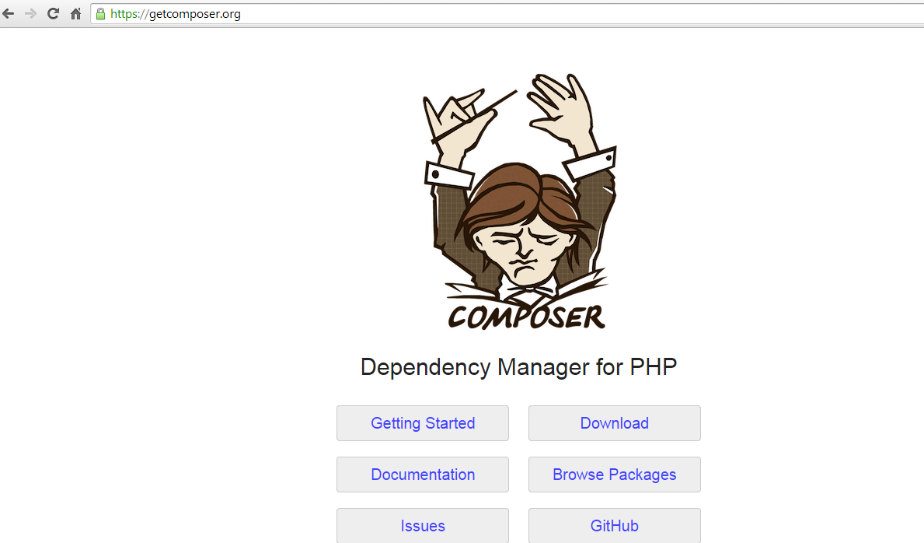 https://getcomposer.org
COMPOSER
Dependency Manager for PHP
Getting Started
Download
Documentation
Browse Packages
Issues
GitHub